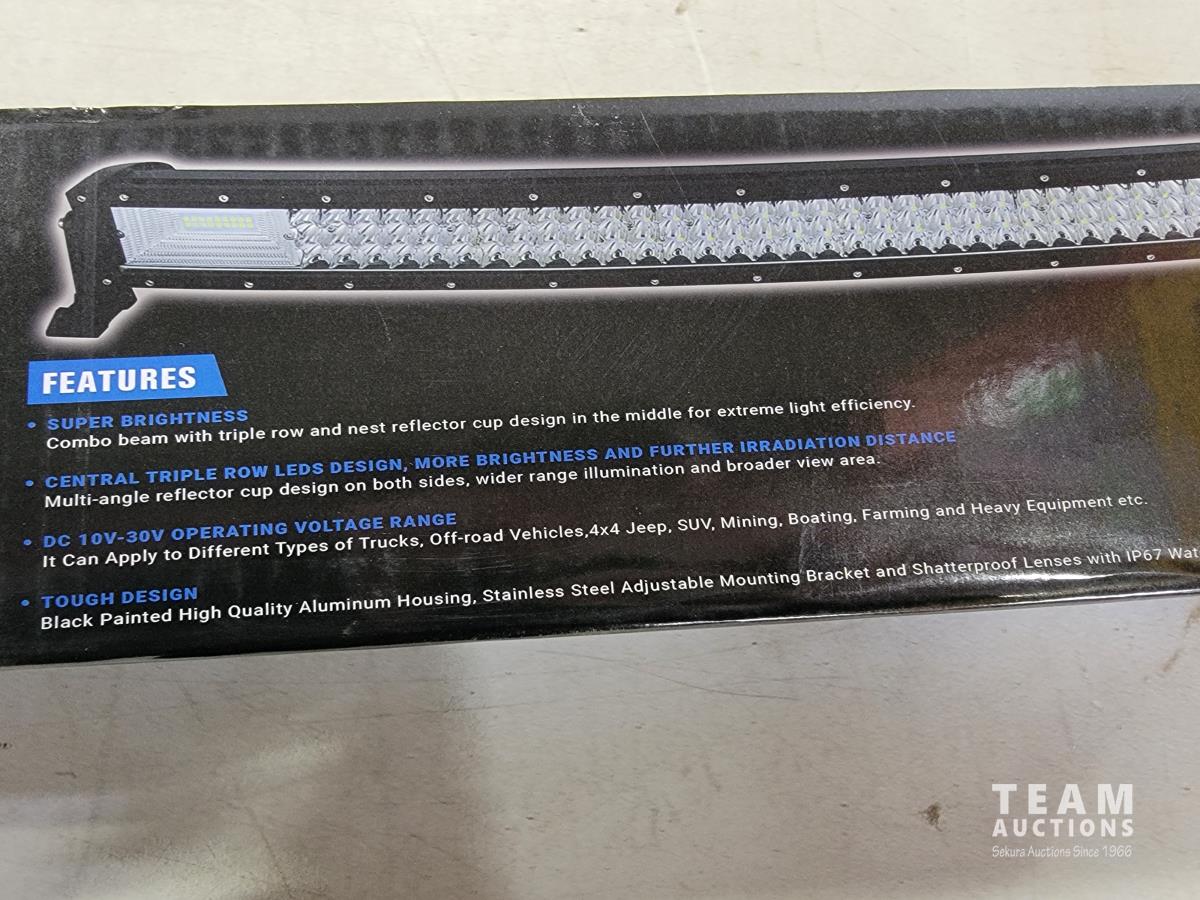 FEATURES
• SUPER BRIGHTNESS
Combo beam with triple row and nest reflector cup design in the middle for extreme light efficiency.
• CENTRAL TRIPLE ROW LEDS DESIGN, MORE BRIGHTNESS AND FURTHER IRRADIATION DISTANCE
Multi-angle reflector cup design on both sides, wider range illumination and broader view area.
• DC 10V-30V OPERATING VOLTAGE RANGE
It Can Apply to Different Types of Trucks, Off-road Vehicles,4x4 Jeep, SUV, Mining, Boating, Farming and Heavy Equipment etc.
• TOUGH DESIGN
Black Painted High Quality Aluminum Housing, Stainless Steel Adjustable Mounting Bracket and Shatterproof Lenses with IP67 Wat
TEAM
AUCTIONS
Sekura Auctions Since 1966